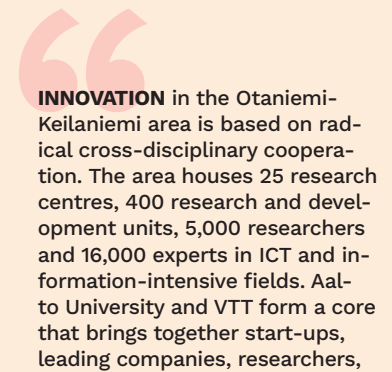 INNOVATION in the Otaniemi-
Keilaniemi area is based on rad-
ical cross-disciplinary coopera-
tion. The area houses 25 research
centres, 400 research and devel-
opment units, 5,000 researchers
and 16,000 experts in ICT and in-
formation-intensive fields. Aal-
to University and VTT form a core
that brings together start-ups,
leading companies, researchers,